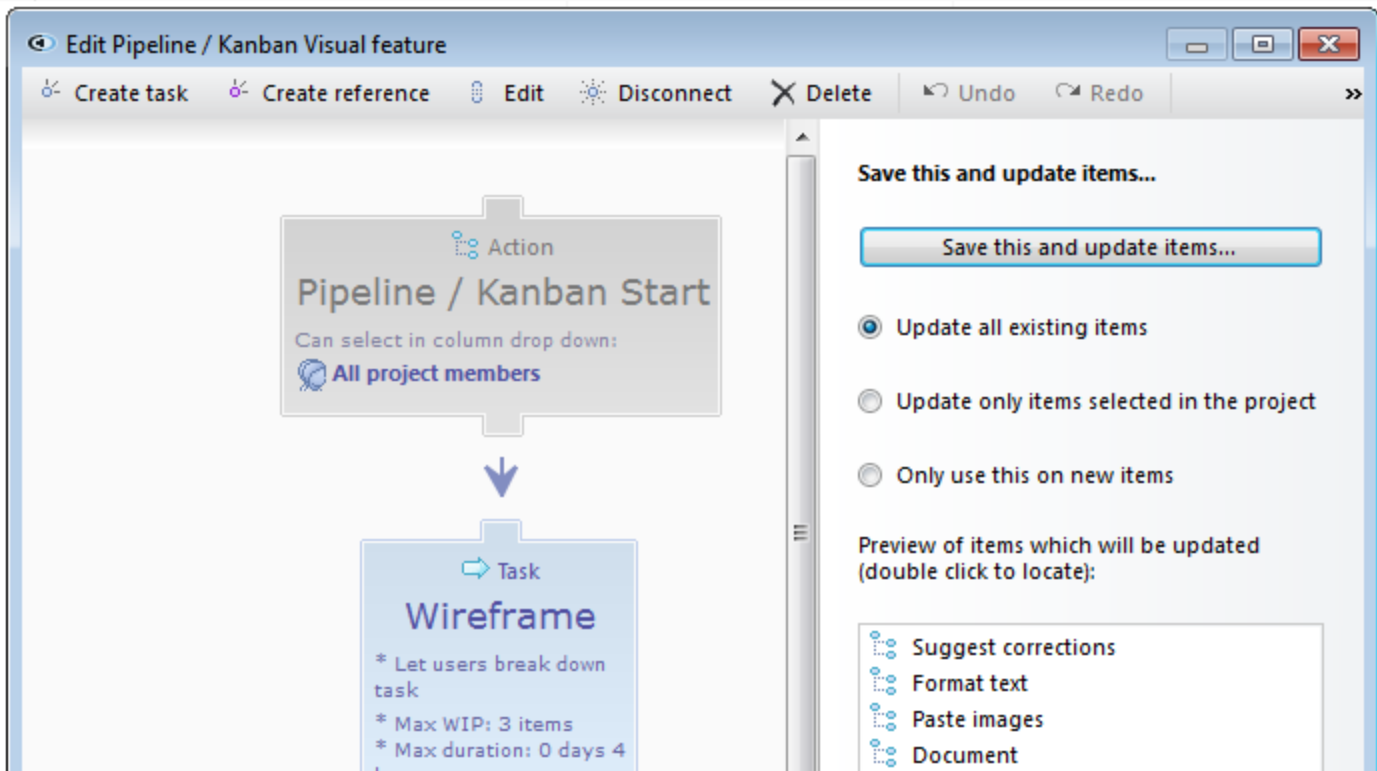 Edit Pipeline / Kanban Visual feature
Create task Create reference Edit Disconnect Delete Undo Redo »
Action
Pipeline / Kanban Start
Can select in column drop down:
All project members
Task
Wireframe
* Let users break down
task
* Max WIP: 3 items
* Max duration: 0 days 4
Save this and update items...
Save this and update items...
Update all existing items
Update only items selected in the project
Only use this on new items
Preview of items which will be updated
(double click to locate):
Suggest corrections
Format text
Paste images
Document